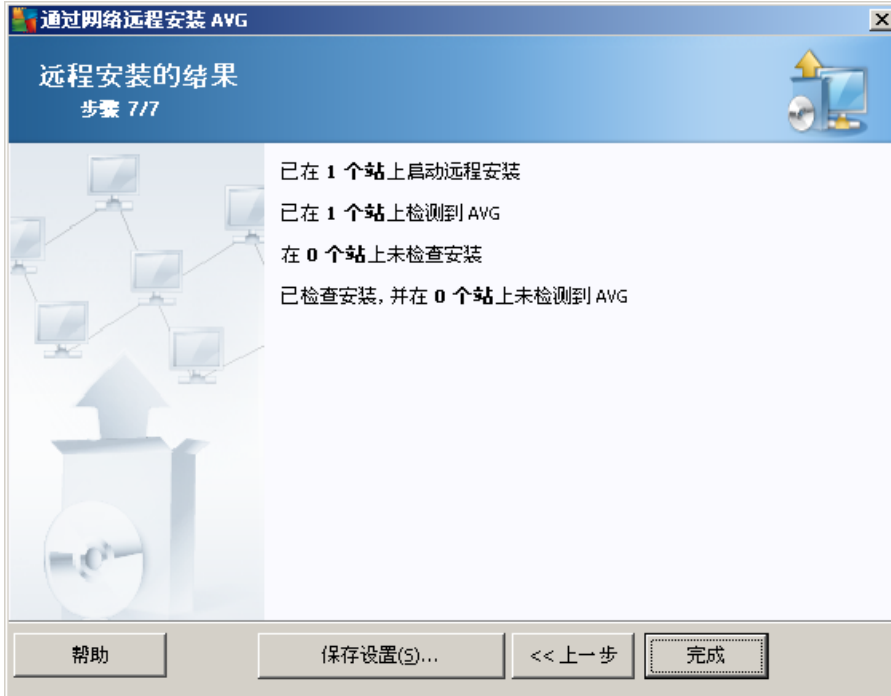 通过网络远程安装 AVG
远程安装的结果
步骤 7/7
已在 1 个站上启动远程安装
已在 1 个站上检测到 AVG
在 0 个站上未检查安装
已检查安装, 并在 0 个站上未检测到 AVG
帮助
保存设置(S)...
<< 上一步
完成